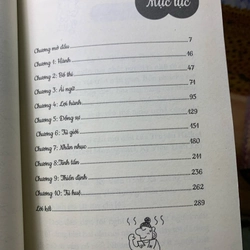 Mục lục
Chương mở đầu 7
Chương 1: Hành 16
Chương 2: Bố thí 47
Chương 3: Ái ngữ 71
Chương 4: Lợi hành 95
Chương 5: Đồng sự 129
Chương 6: Trì giới 151
Chương 7: Nhẫn nhục 180
Chương 8: Tinh tấn 211
Chương 9: Thiền định 236
Chương 10: Trí huệ 262
Lời kết 289